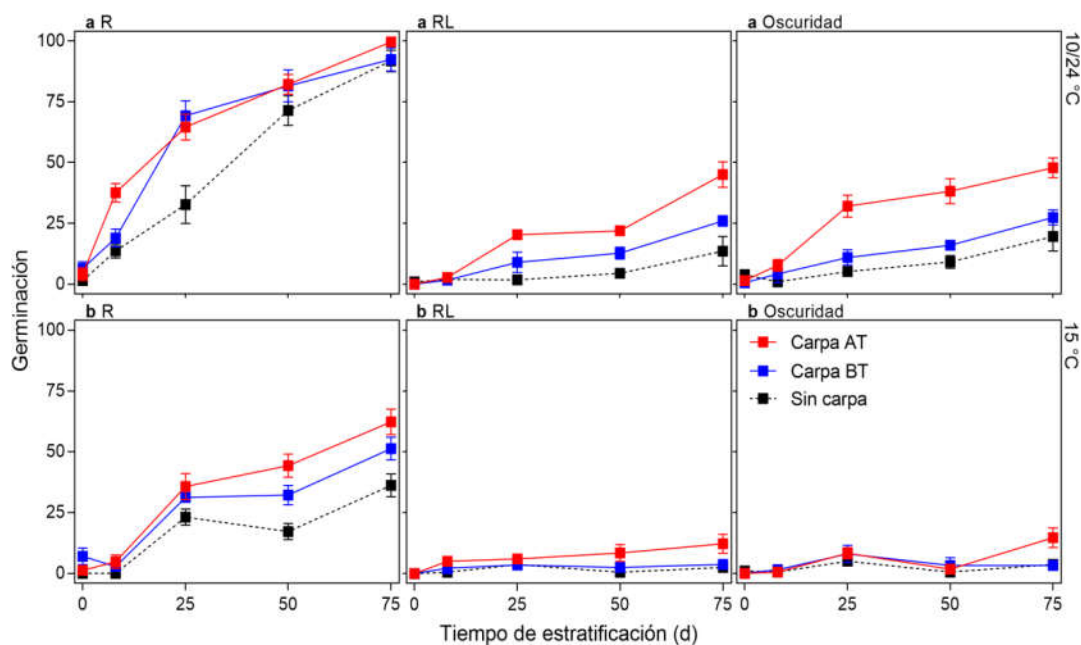 a R
a RL
a Oscuridad
100
75
50
25
0
10/24 °C
Germinación
b R
b RL
b Oscuridad
100
75
50
25
0
Carpa AT
Carpa BT
Sin carpa
15 °C
0 25 50 75
0 25 50 75
0 25 50 75
Tiempo de estratificación (d)